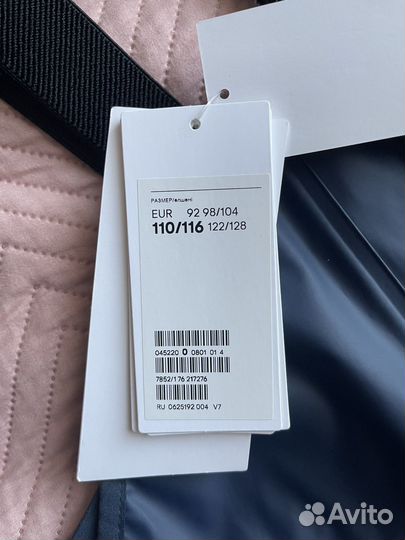 РАЗМЕР/өлшемі
EUR 92 98/104
110/116 122/128
045220 0 0801 01 4
7852/176 217276
RU 0625192 004 V7
Avito